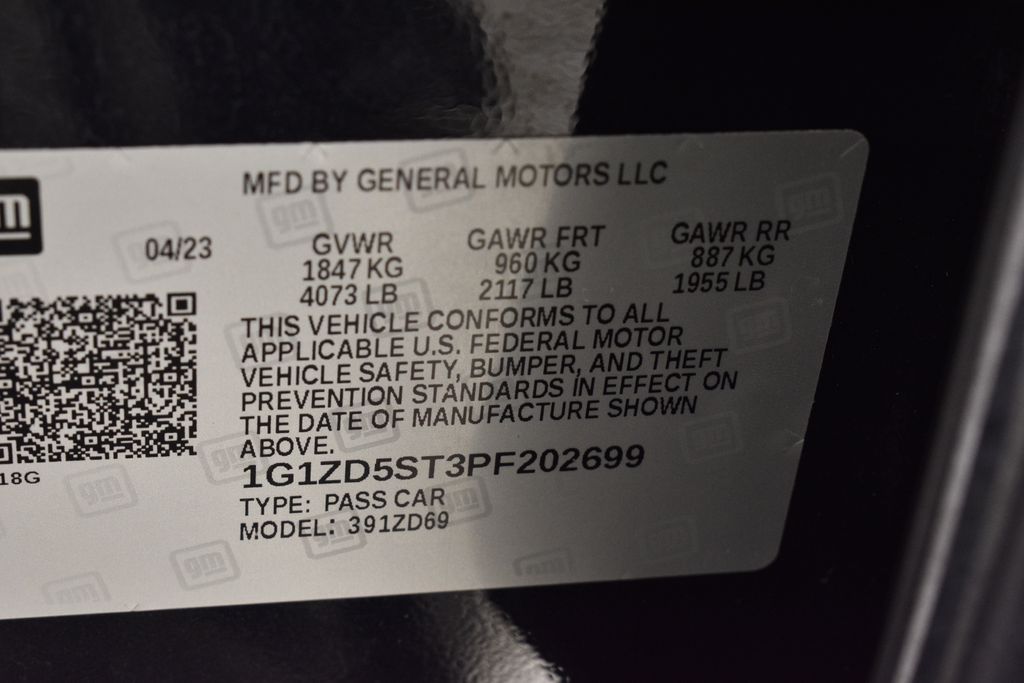 MFD BY GENERAL MOTORS LLC
gm
04/23
GVWR GAWR FRT GAWR RR
1847 KG 960 KG 887 KG
4073 LB 2117 LB 1955 LB
THIS VEHICLE CONFORMS TO ALL
APPLICABLE U.S. FEDERAL MOTOR
VEHICLE SAFETY, BUMPER, AND THEFT
PREVENTION STANDARDS IN EFFECT ON
THE DATE OF MANUFACTURE SHOWN
ABOVE.
18G
1G1ZD5ST3PF202699
TYPE: PASS CAR
MODEL: 391ZD69